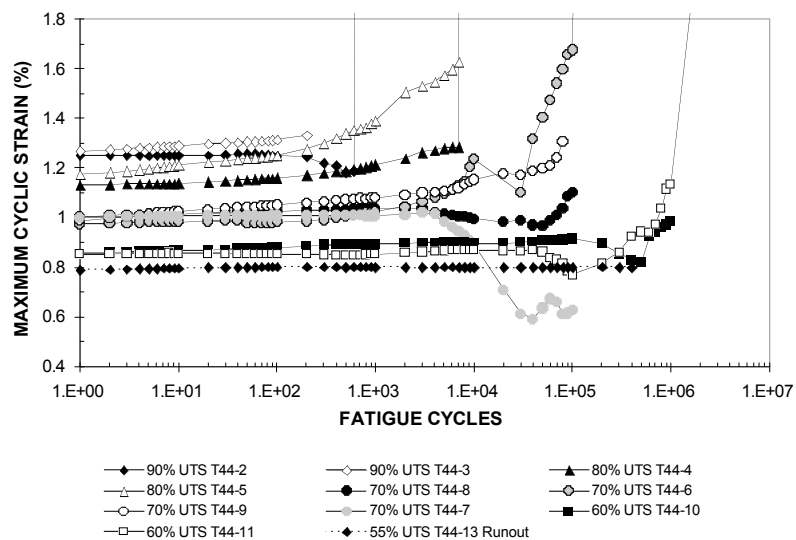 MAXIMUM CYCLIC STRAIN (%)
1.8
1.6
1.4
1.2
1
0.8
0.6
0.4
1.E+00 1.E+01 1.E+02 1.E+03 1.E+04 1.E+05 1.E+06 1.E+07
FATIGUE CYCLES
90% UTS T44-2 90% UTS T44-3 80% UTS T44-4
80% UTS T44-5 70% UTS T44-8 70% UTS T44-6
70% UTS T44-9 70% UTS T44-7 60% UTS T44-10
60% UTS T44-11 55% UTS T44-13 Runout